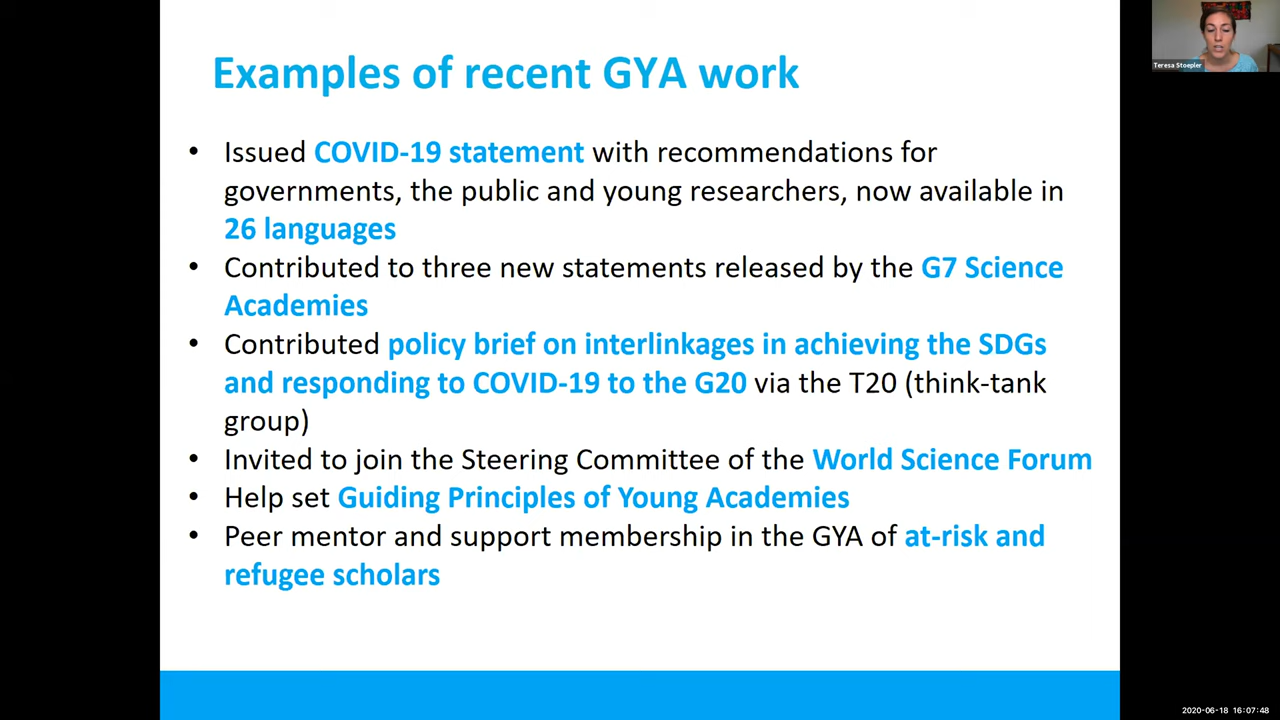 Examples of recent GYA work
• Issued COVID-19 statement with recommendations for
governments, the public and young researchers, now available in
26 languages
• Contributed to three new statements released by the G7 Science
Academies
• Contributed policy brief on interlinkages in achieving the SDGs
and responding to COVID-19 to the G20 via the T20 (think-tank
group)
• Invited to join the Steering Committee of the World Science Forum
• Help set Guiding Principles of Young Academies
• Peer mentor and support membership in the GYA of at-risk and
refugee scholars
Teresa Stoepler
2020-06-18 16:07:48